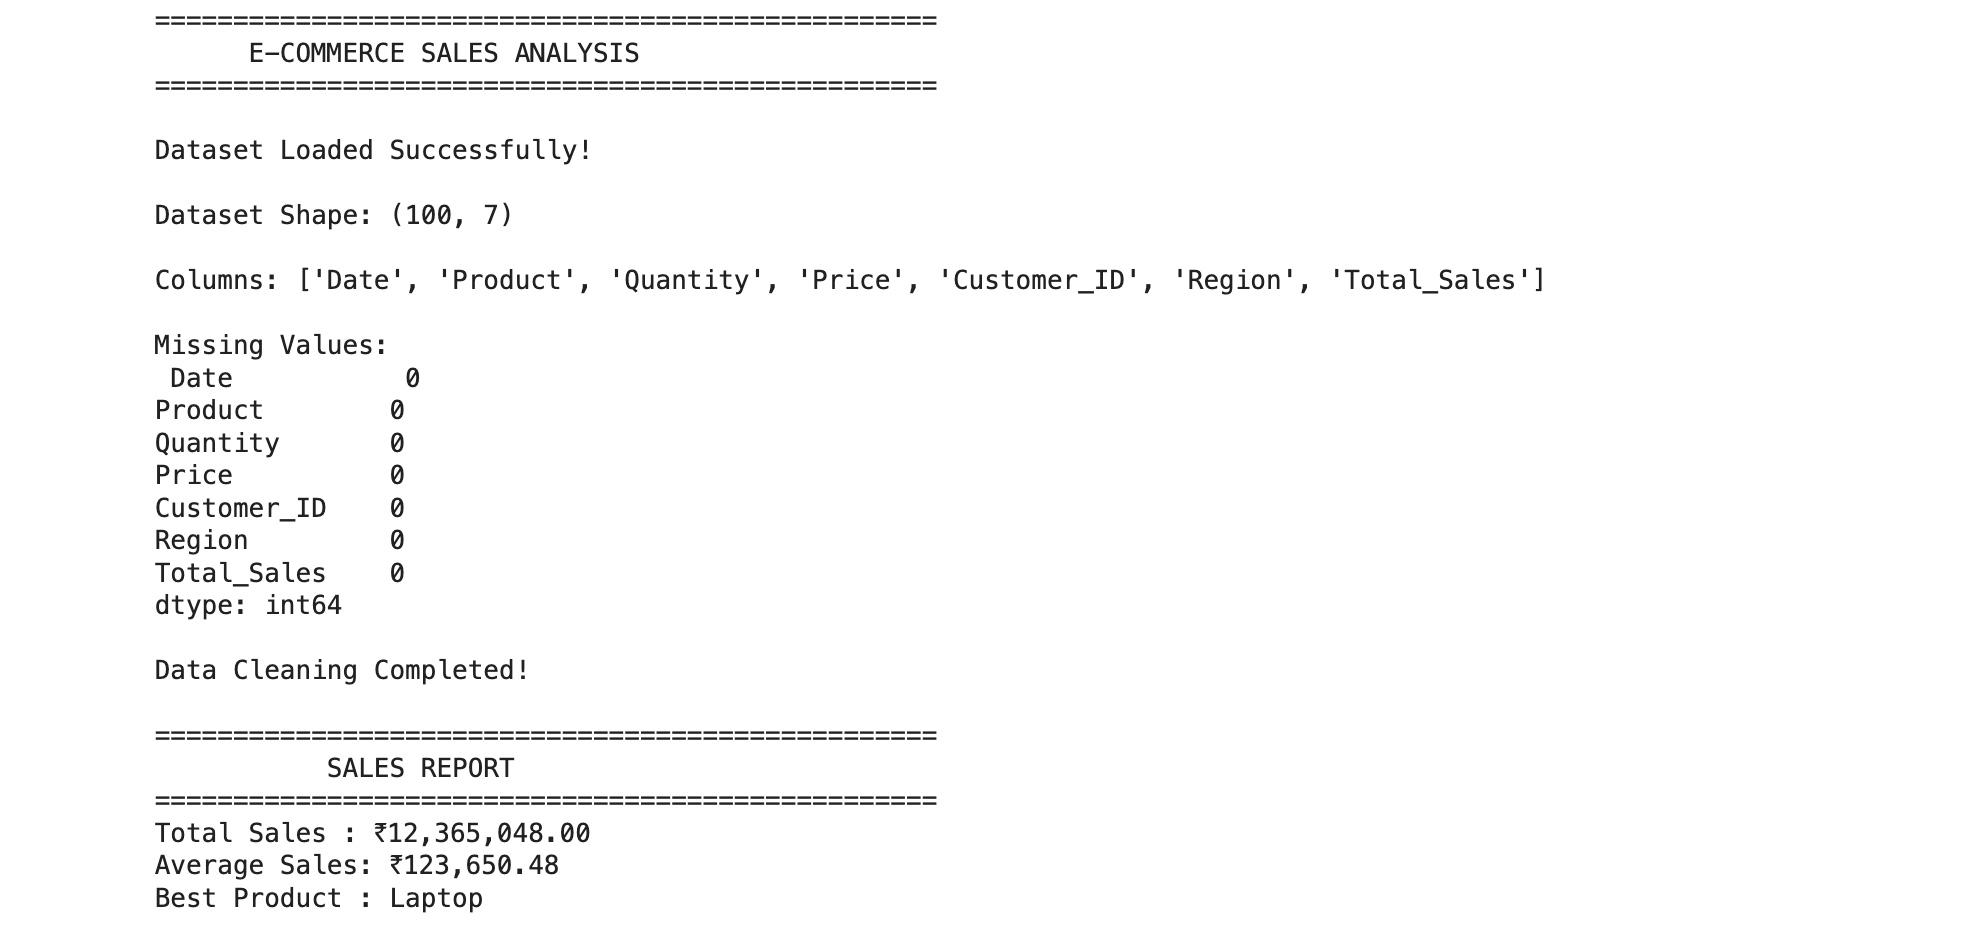 ==================================================
      E-COMMERCE SALES ANALYSIS
==================================================
Dataset Loaded Successfully!
Dataset Shape: (100, 7)
Columns: ['Date', 'Product', 'Quantity', 'Price', 'Customer_ID', 'Region', 'Total_Sales']
Missing Values:
 Date           0
Product        0
Quantity       0
Price          0
Customer_ID    0
Region         0
Total_Sales    0
dtype: int64
Data Cleaning Completed!
==================================================
           SALES REPORT
==================================================
Total Sales : ₹12,365,048.00
Average Sales: ₹123,650.48
Best Product : Laptop